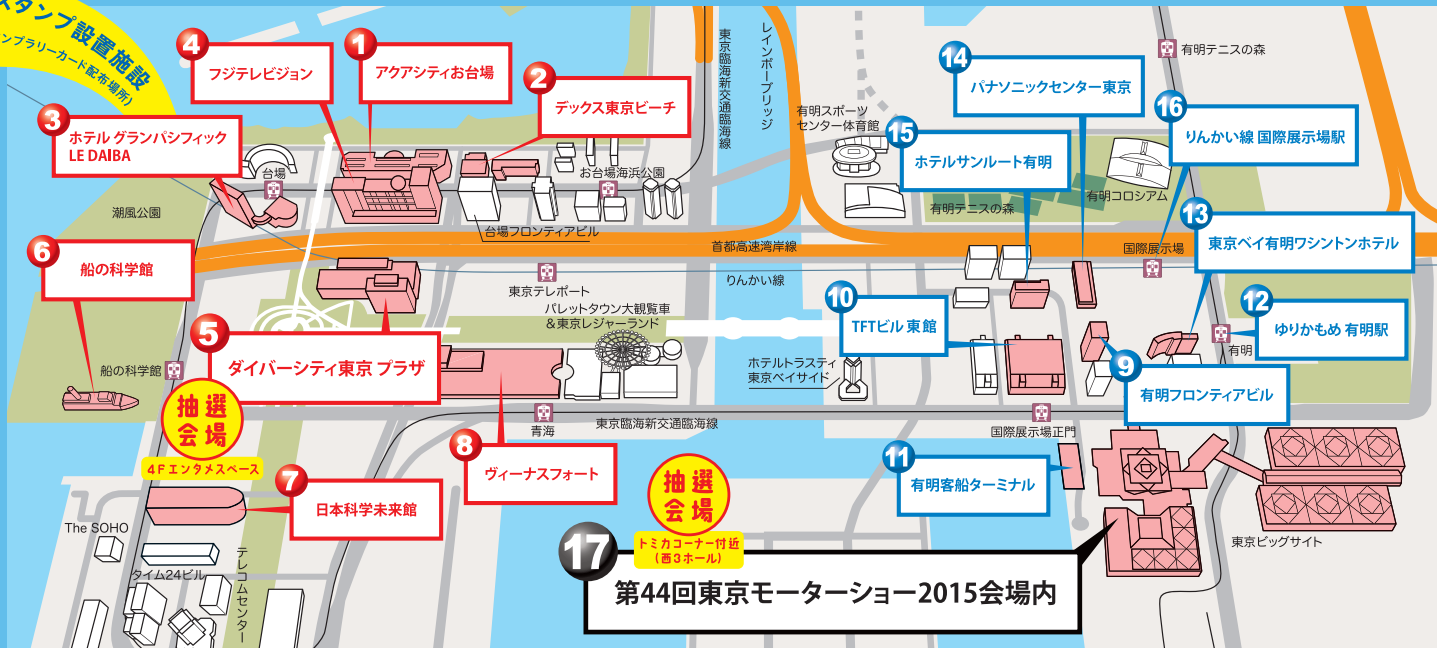 スタンプ設置施設
ンプラリーカード配布場所)
4
フジテレビジョン
1
アクアシティお台場
2
デックス東京ビーチ
3
ホテル グランパシフィック
LE DAIBA
台場
お台場海浜公園
潮風公園
台場フロンティアビル
東京臨海新交通臨海線
レインボーブリッジ
有明スポーツ
センター体育館
有明テニスの森
14
パナソニックセンター東京
15
ホテルサンルート有明
16
りんかい線 国際展示場駅
有明テニスの森
有明コロシアム
13
東京ベイ有明ワシントンホテル
首都高速湾岸線
国際展示場
りんかい線
6
船の科学館
東京テレポート
パレットタウン大観覧車
&東京レジャーランド
10
TFTビル 東館
12
ゆりかもめ 有明駅
有明
5
ダイバーシティ東京 プラザ
船の科学館
抽選
会場
4Fエンタメスペース
ホテルトラスティ
東京ベイサイド
9
有明フロンティアビル
青海
東京臨海新交通臨海線
国際展示場正門
8
ヴィーナスフォート
11
有明客船ターミナル
7
日本科学未来館
抽選
会場
トミカコーナー付近
(西3ホール)
The SOHO
タイム24ビル
テレコムセンター
東京ビッグサイト
17
第44回東京モーターショー2015会場内